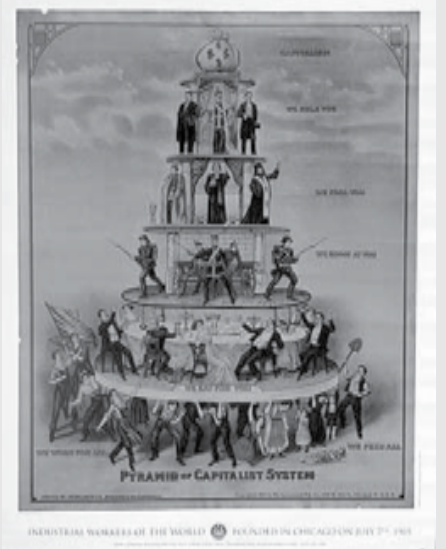 CAPITALISM
WE RULE YOU
WE FOOL YOU
WE SHOOT AT YOU
WE EAT FOR YOU
WE WORK FOR ALL
WE FEED ALL
PYRAMID OF CAPITALIST SYSTEM
INDUSTRIAL WORKERS OF THE WORLD FOUNDED IN CHICAGO ON JULY 7TH, 1905